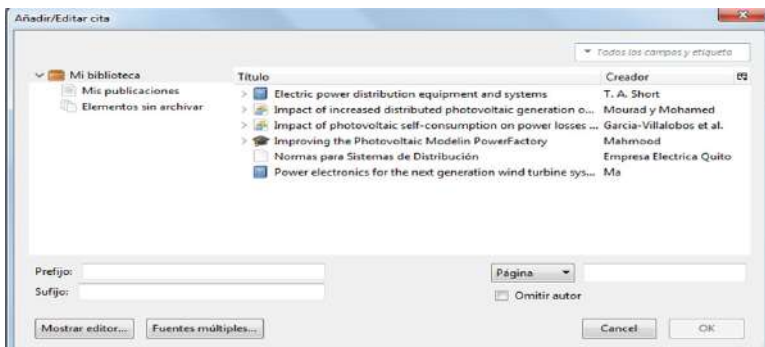 Añadir/Editar cita
Todos los campos y etiqueta
Mi biblioteca
Mis publicaciones
Elementos sin archivar
Título Creador
Electric power distribution equipment and systems T. A. Short
Impact of increased distributed photovoltaic generation o... Mourad y Mohamed
Impact of photovoltaic self-consumption on power losses ... Garcia-Villalobos et al.
Improving the Photovoltaic Modelin PowerFactory Mahmood
Normas para Sistemas de Distribución Empresa Electrica Quito
Power electronics for the next generation wind turbine sys... Ma
Prefijo: Página
Sufijo: Omitir autor
Mostrar editor... Fuentes múltiples... Cancel OK